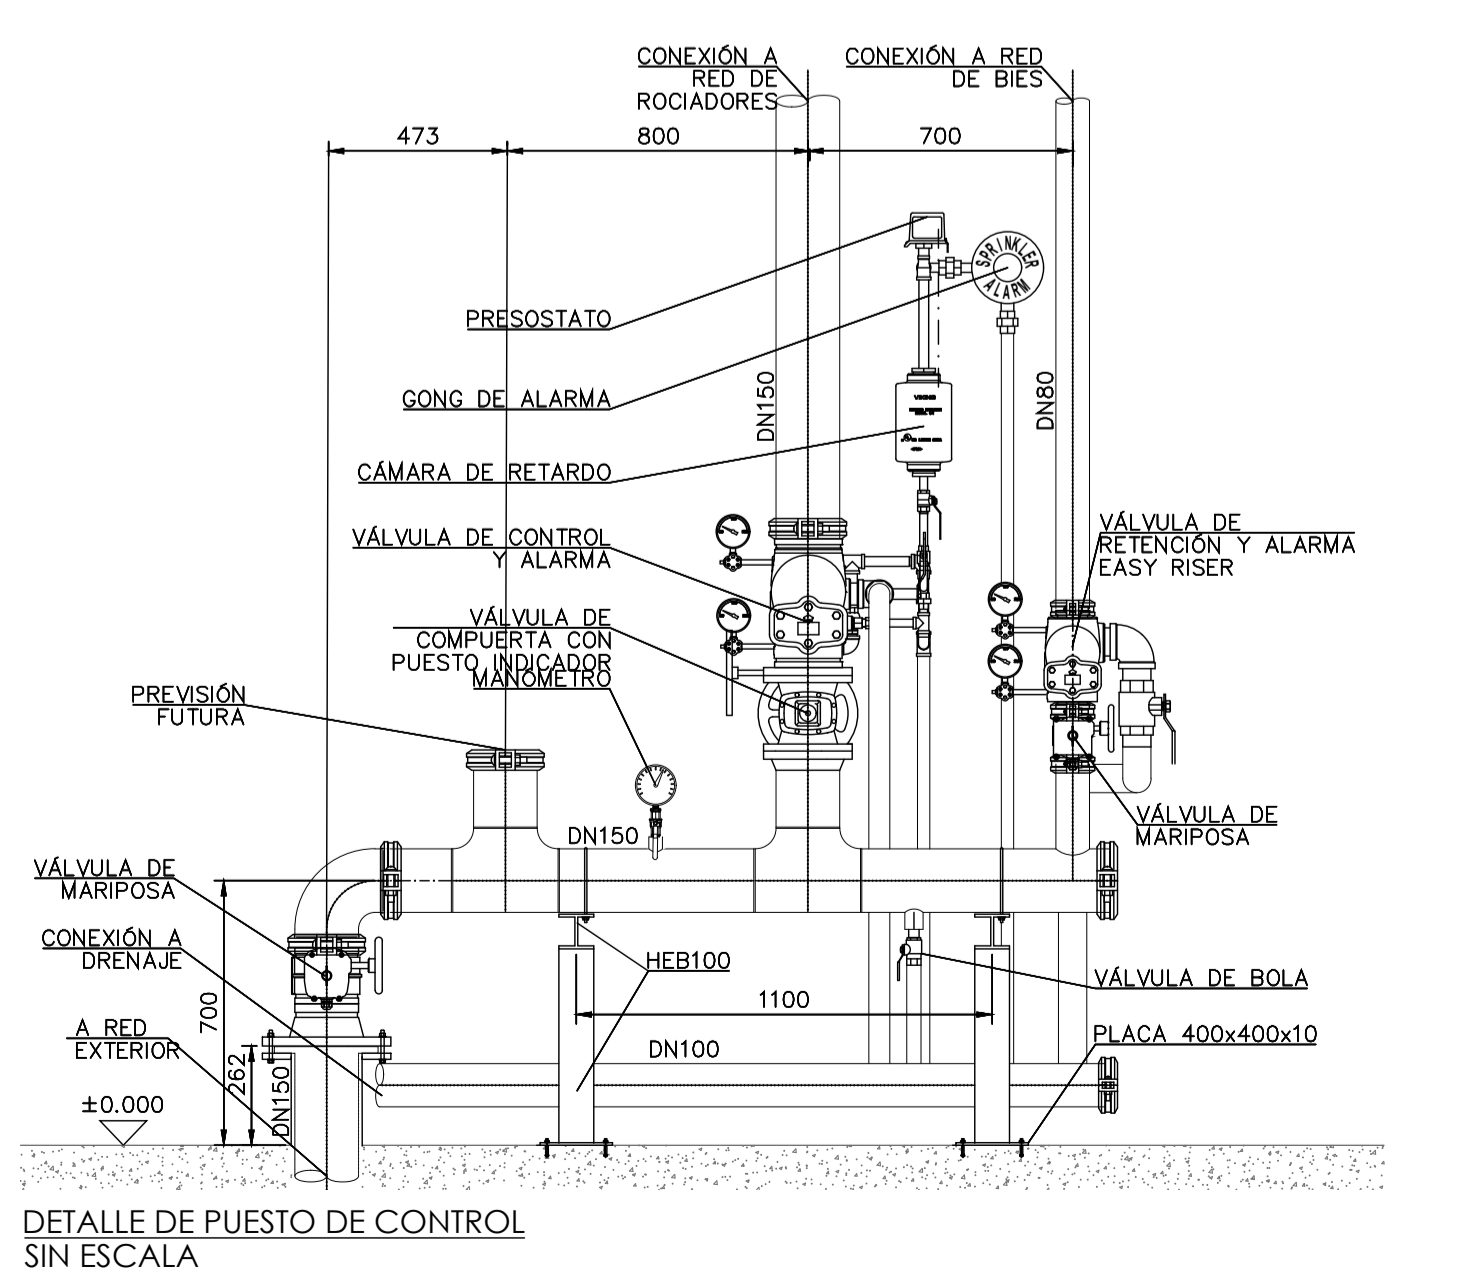 CONEXIÓN A
RED DE
ROCIADORES
CONEXIÓN A RED
DE BIES
473
800
700
SPRINKLER
ALARM
PRESOSTATO
GONG DE ALARMA
DN150
DN80
CÁMARA DE RETARDO
VÁLVULA DE CONTROL
Y ALARMA
VÁLVULA DE
RETENCIÓN Y ALARMA
EASY RISER
VÁLVULA DE
COMPUERTA CON
PUESTO INDICADOR
MANÓMETRO
PREVISIÓN
FUTURA
DN150
VÁLVULA DE
MARIPOSA
VÁLVULA DE
MARIPOSA
CONEXIÓN A
DRENAJE
HEB100
VÁLVULA DE BOLA
1100
700
A RED
EXTERIOR
PLACA 400x400x10
DN100
262
DN150
±0.000
DETALLE DE PUESTO DE CONTROL
SIN ESCALA